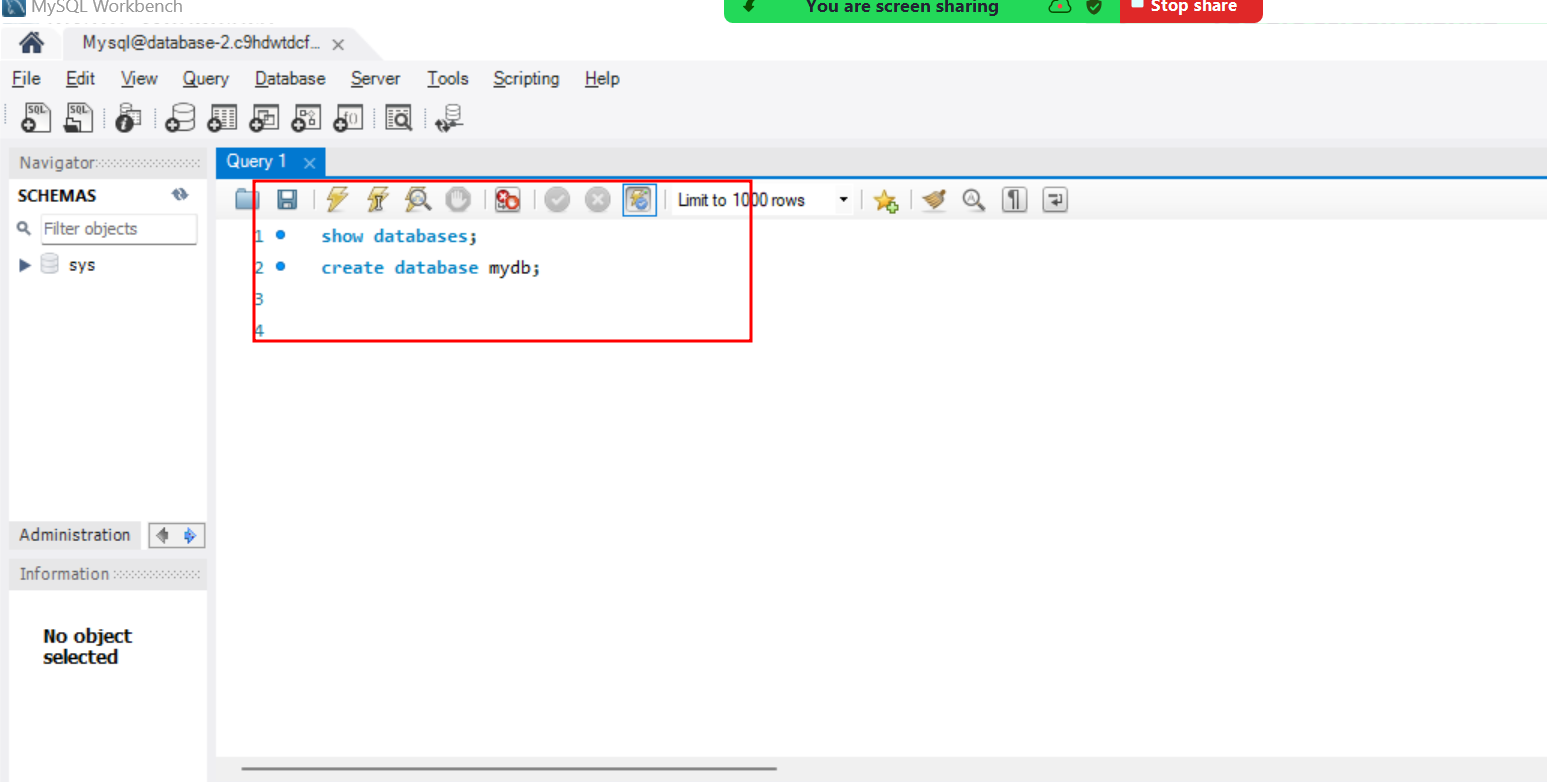 MySQL Workbench
You are screen sharing
Stop share
Mysql@database-2.c9hdwtdcf...
File Edit View Query Database Server Tools Scripting Help
SQL SQL
Navigator
Query 1
SCHEMAS
Limit to 1000 rows
Filter objects
sys
1 show databases;
2 create database mydb;
3
4
Administration
Information
No object
selected